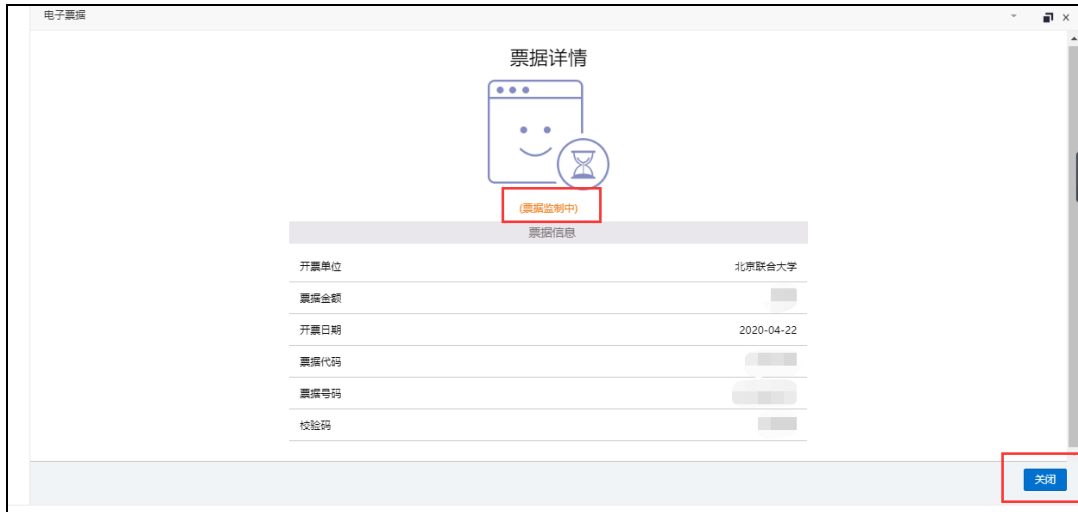 电子票据
票据详情
(票据监制中)
票据信息
开票单位 北京联合大学
票据金额
开票日期 2020-04-22
票据代码
票据号码
校验码
关闭